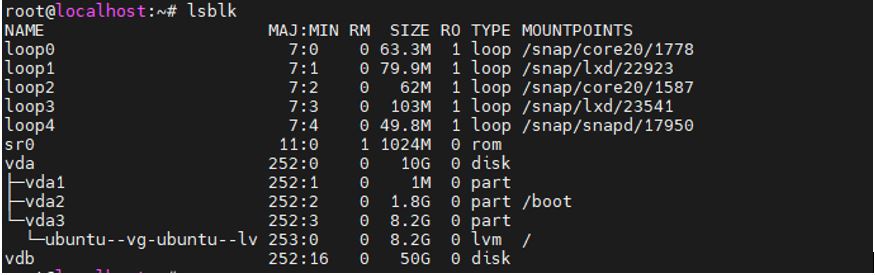 root@localhost:~# lsblk
NAME                      MAJ:MIN RM  SIZE RO TYPE MOUNTPOINTS
loop0                       7:0    0 63.3M  1 loop /snap/core20/1778
loop1                       7:1    0 79.9M  1 loop /snap/lxd/22923
loop2                       7:2    0   62M  1 loop /snap/core20/1587
loop3                       7:3    0  103M  1 loop /snap/lxd/23541
loop4                       7:4    0 49.8M  1 loop /snap/snapd/17950
sr0                        11:0    1 1024M  0 rom
vda                       252:0    0   10G  0 disk
├─vda1                    252:1    0    1M  0 part
├─vda2                    252:2    0  1.8G  0 part /boot
└─vda3                    252:3    0  8.2G  0 part
  └─ubuntu--vg-ubuntu--lv 253:0    0  8.2G  0 lvm  /
vdb                       252:16   0   50G  0 disk